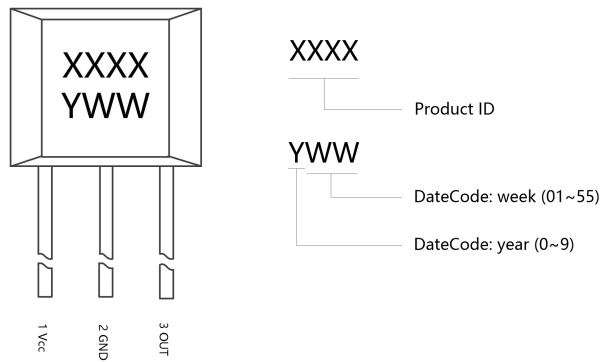 XXXX
YWW
1 Vcc
2 GND
3 OUT
XXXX
Product ID
YWW
DateCode: week (01~55)
DateCode: year (0~9)